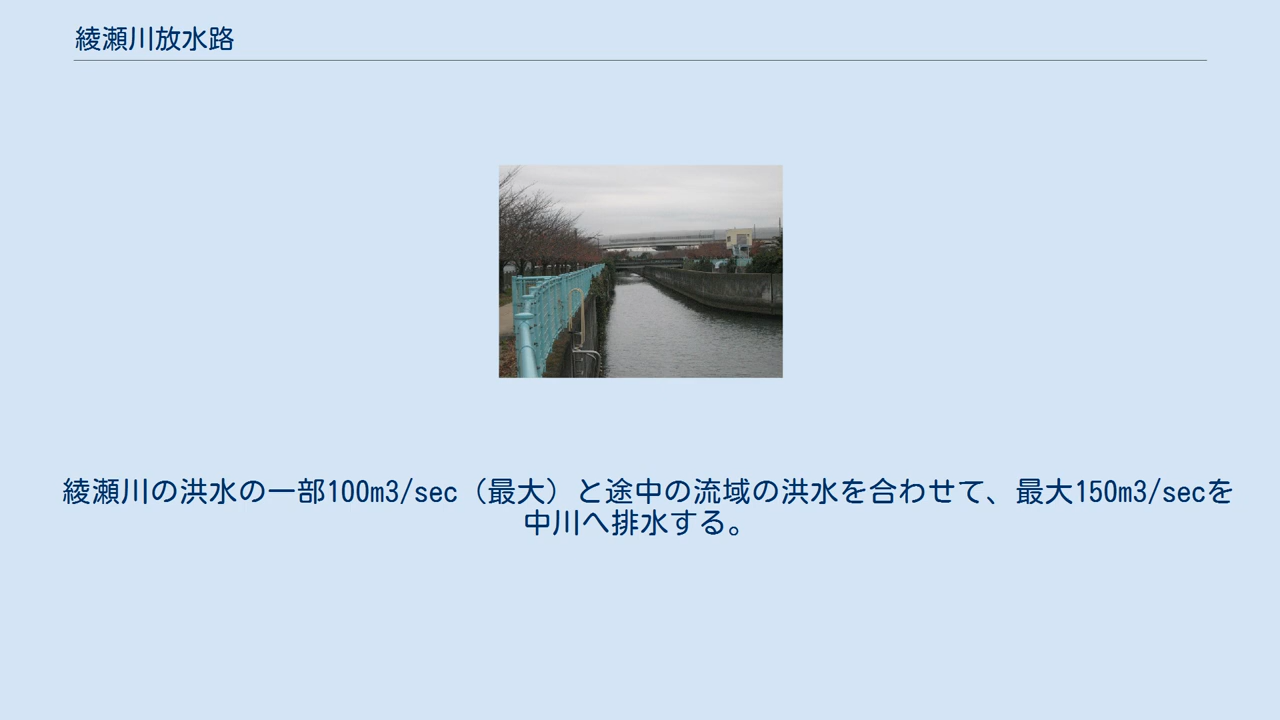 綾瀬川放水路
綾瀬川の洪水の一部100m3/sec（最大）と途中の流域の洪水を合わせて、最大150m3/secを
中川へ排水する。